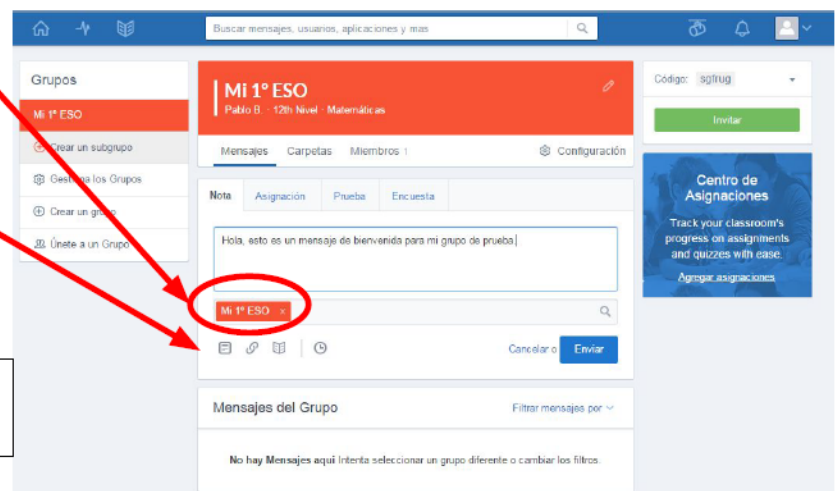 Buscar mensajes, usuarios, aplicaciones y mas
Grupos
Mi 1º ESO
Crear un subgrupo
Gestiona los Grupos
Crear un grupo
Únete a un Grupo
Mi 1º ESO
Pablo B. · 12th Nivel · Matemáticas
Mensajes Carpetas Miembros 1 Configuración
Nota Asignación Prueba Encuesta
Hola, esto es un mensaje de bienvenida para mi grupo de prueba.
Mi 1º ESO ×
Cancelar o Enviar
Mensajes del Grupo Filtrar mensajes por
No hay Mensajes aquí Intenta seleccionar un grupo diferente o cambiar los filtros.
Código: sgfrug
Invitar
Centro de
Asignaciones
Track your classroom's
progress on assignments
and quizzes with ease.
Agregar asignaciones